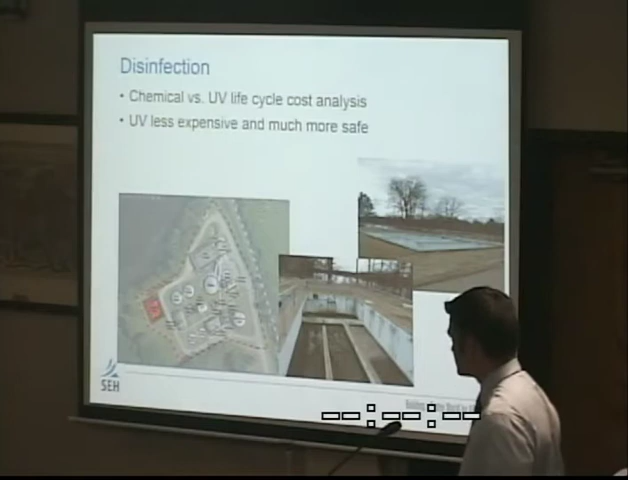 Disinfection
• Chemical vs. UV life cycle cost analysis
• UV less expensive and much more safe
SEH
--:--:--